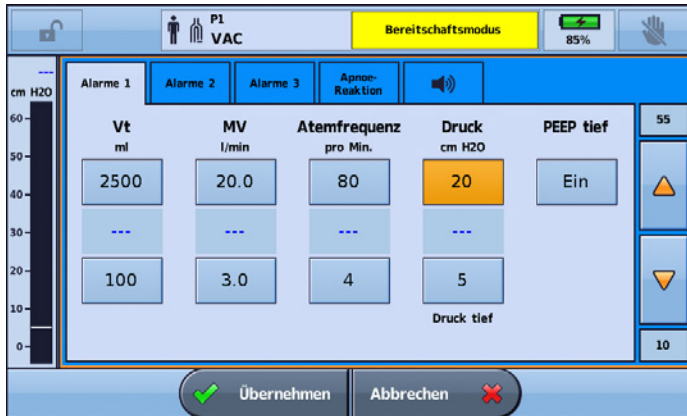 P1
VAC
Bereitschaftsmodus
85%
---
cm H2O
60
50
40
30
20
10
0
Alarme 1
Alarme 2
Alarme 3
Apnoe-
Reaktion
Vt
ml
MV
l/min
Atemfrequenz
pro Min.
Druck
cm H2O
PEEP tief
2500
20.0
80
20
Ein
---
---
---
---
100
3.0
4
5
Druck tief
55
10
Übernehmen
Abbrechen